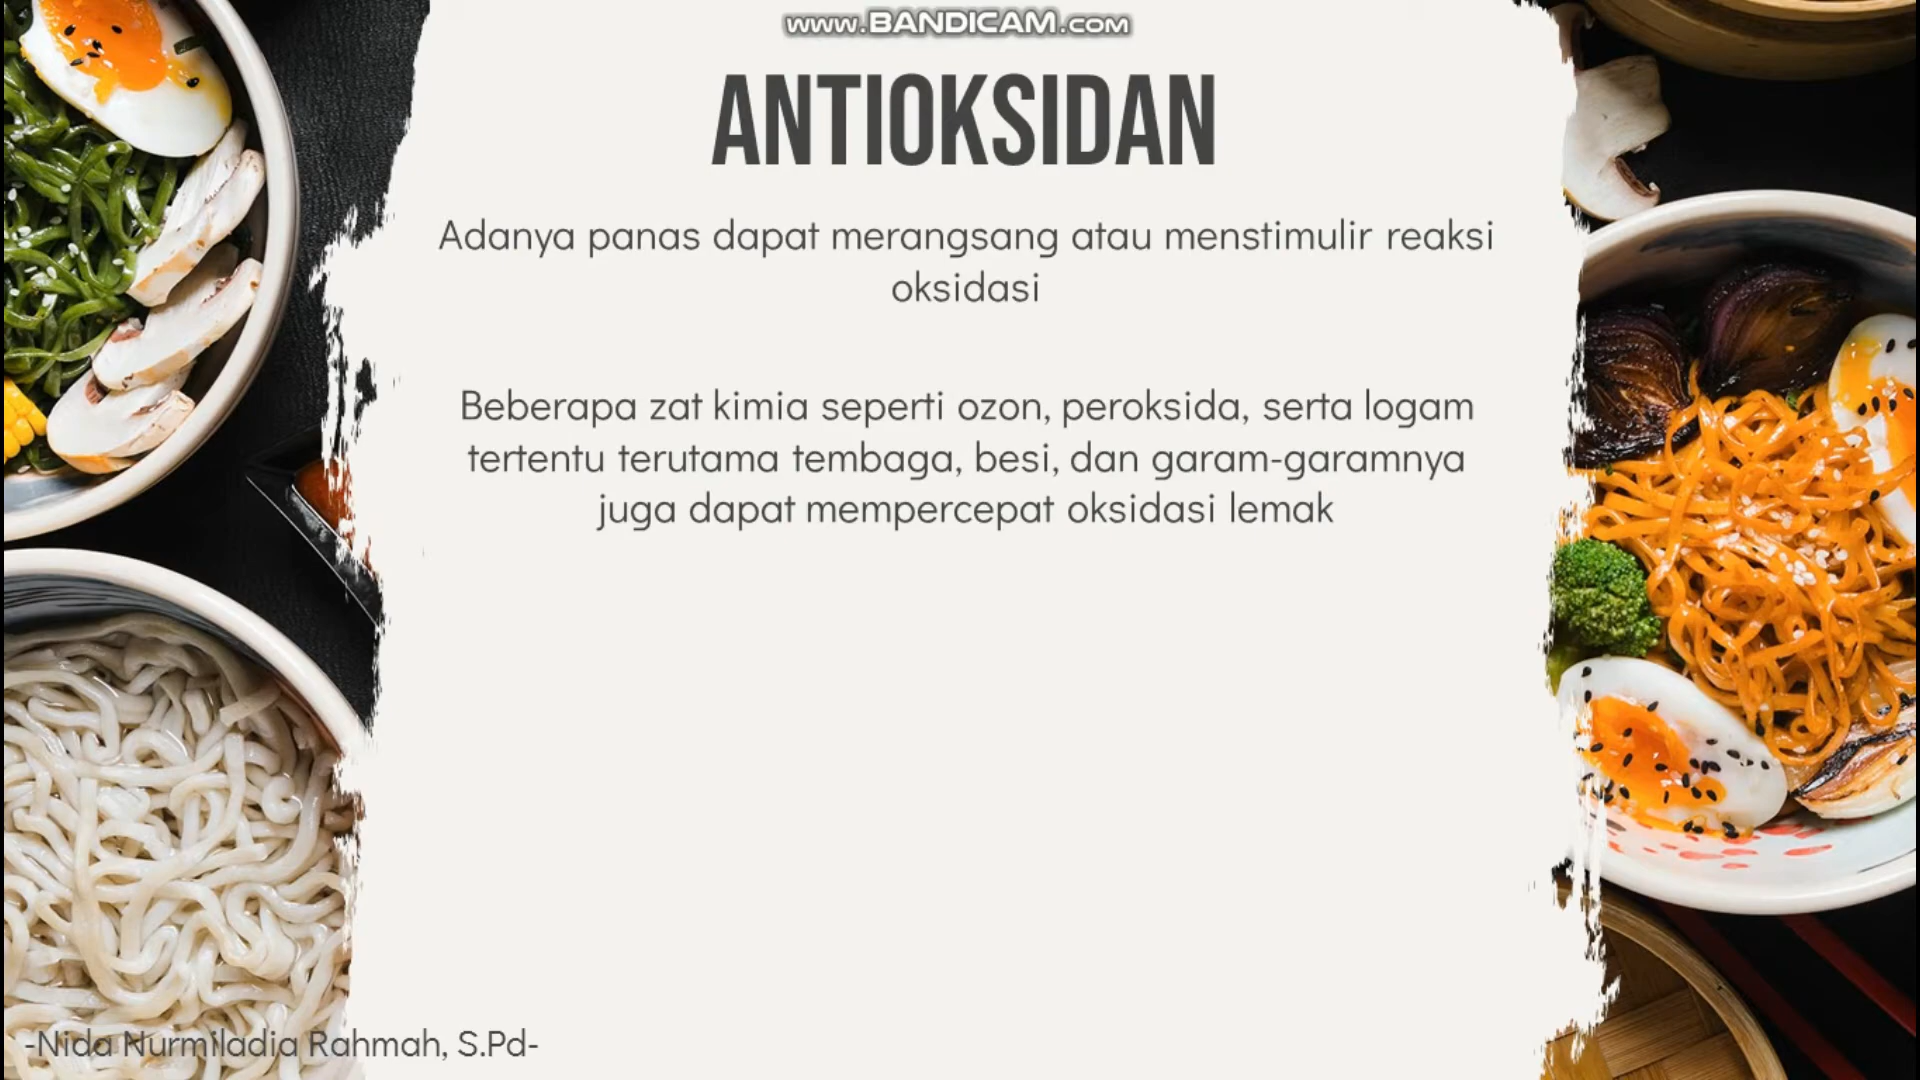 www.BANDICAM.com
ANTIOKSIDAN
Adanya panas dapat merangsang atau menstimulir reaksi
oksidasi
Beberapa zat kimia seperti ozon, peroksida, serta logam
tertentu terutama tembaga, besi, dan garam-garamnya
juga dapat mempercepat oksidasi lemak
-Nida Nurmiladia Rahmah, S.Pd-